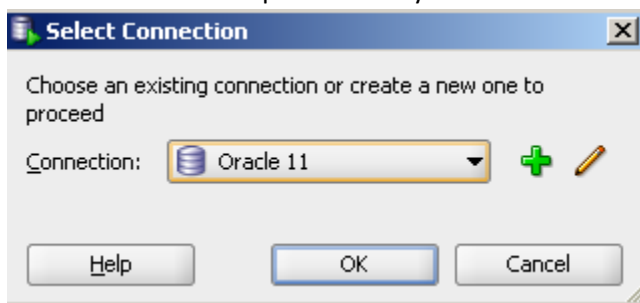 Select Connection
Choose an existing connection or create a new one to
proceed
Connection: Oracle 11
Help OK Cancel